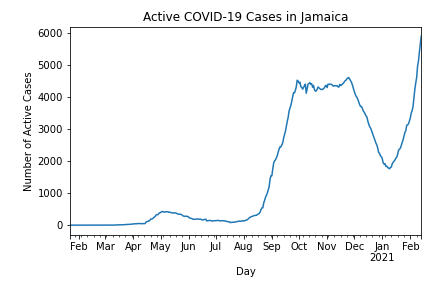 Active COVID-19 Cases in Jamaica
6000
5000
4000
3000
2000
1000
0
Number of Active Cases
Feb Mar Apr May Jun Jul Aug Sep Oct Nov Dec Jan Feb
2021
Day